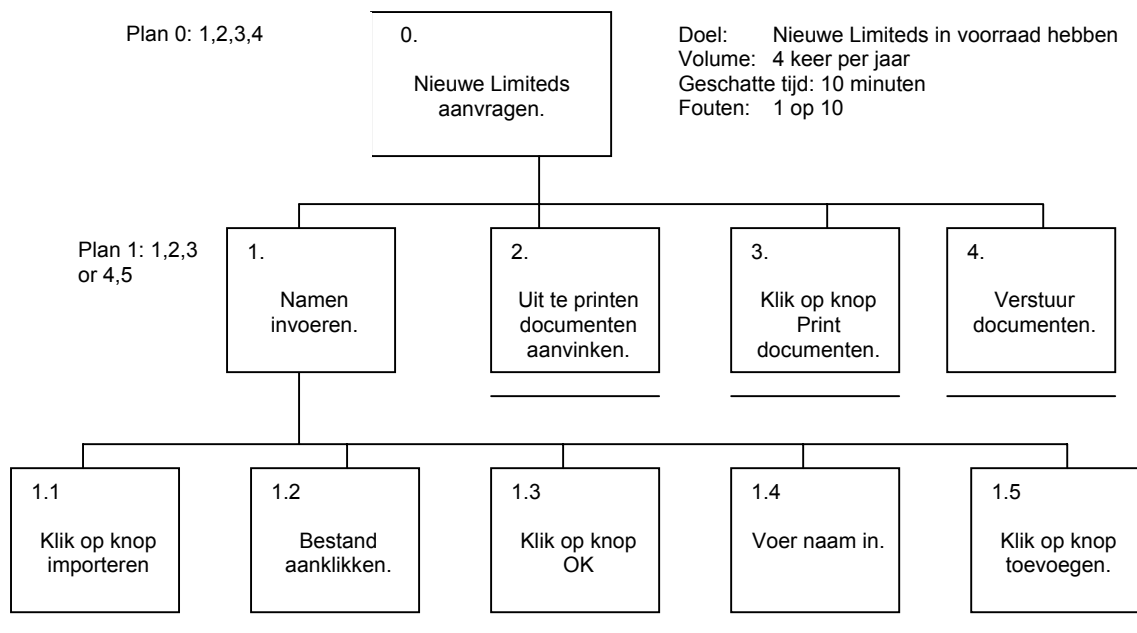 Plan 0: 1,2,3,4
0.
Nieuwe Limiteds
aanvragen.
Doel: Nieuwe Limiteds in voorraad hebben
Volume: 4 keer per jaar
Geschatte tijd: 10 minuten
Fouten: 1 op 10
Plan 1: 1,2,3
or 4,5
1.
Namen
invoeren.
2.
Uit te printen
documenten
aanvinken.
3.
Klik op knop
Print
documenten.
4.
Verstuur
documenten.
1.1
Klik op knop
importeren
1.2
Bestand
aanklikken.
1.3
Klik op knop
OK
1.4
Voer naam in.
1.5
Klik op knop
toevoegen.